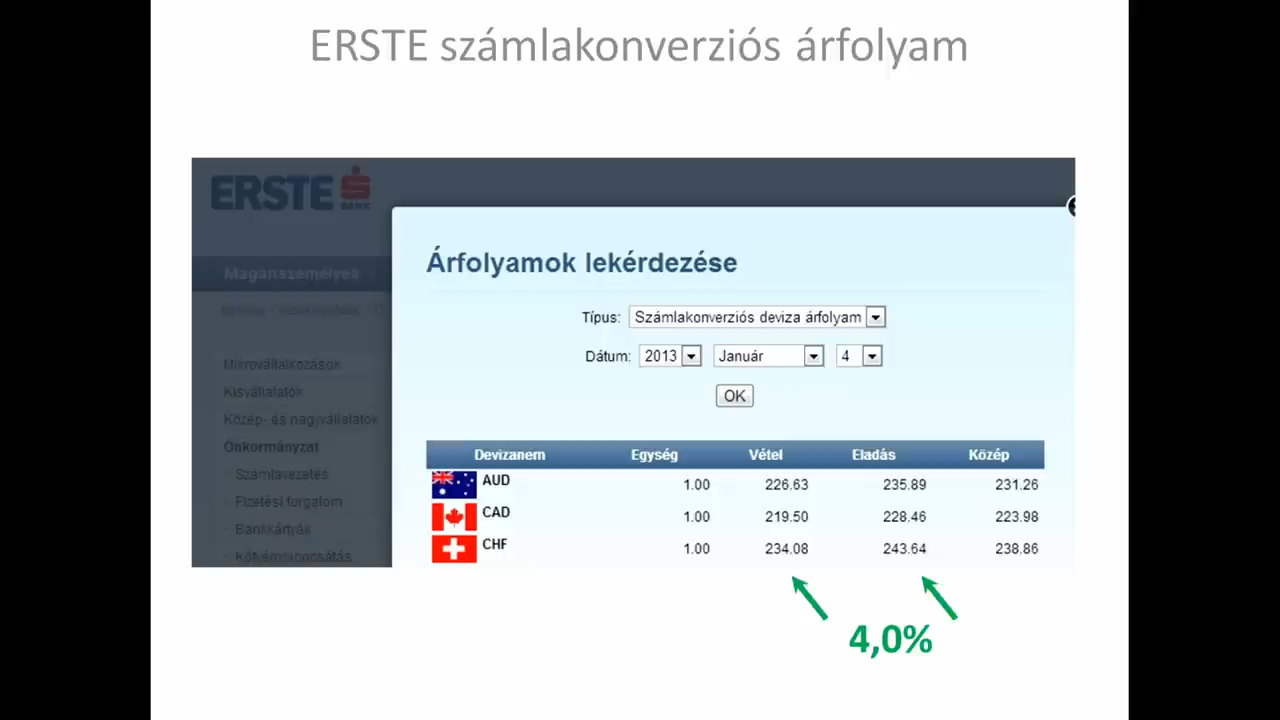 ERSTE számlakonverziós árfolyam
ERSTE
BANK
Magánszemélyek
Árfolyamok lekérdezése
Típus: Számlakonverziós deviza árfolyam
Dátum: 2013 Január 4
OK
Mikrovállalkozások
Kisvállalatok
Közép- és nagyvállalatok
Önkormányzat
Számlavezetés
Fizetési forgalom
Bankkártyák
Kötvénykibocsátás
Devizanem Egység Vétel Eladás Közép
AUD 1.00 226.63 235.89 231.26
CAD 1.00 219.50 228.46 223.98
CHF 1.00 234.08 243.64 238.86
4,0%